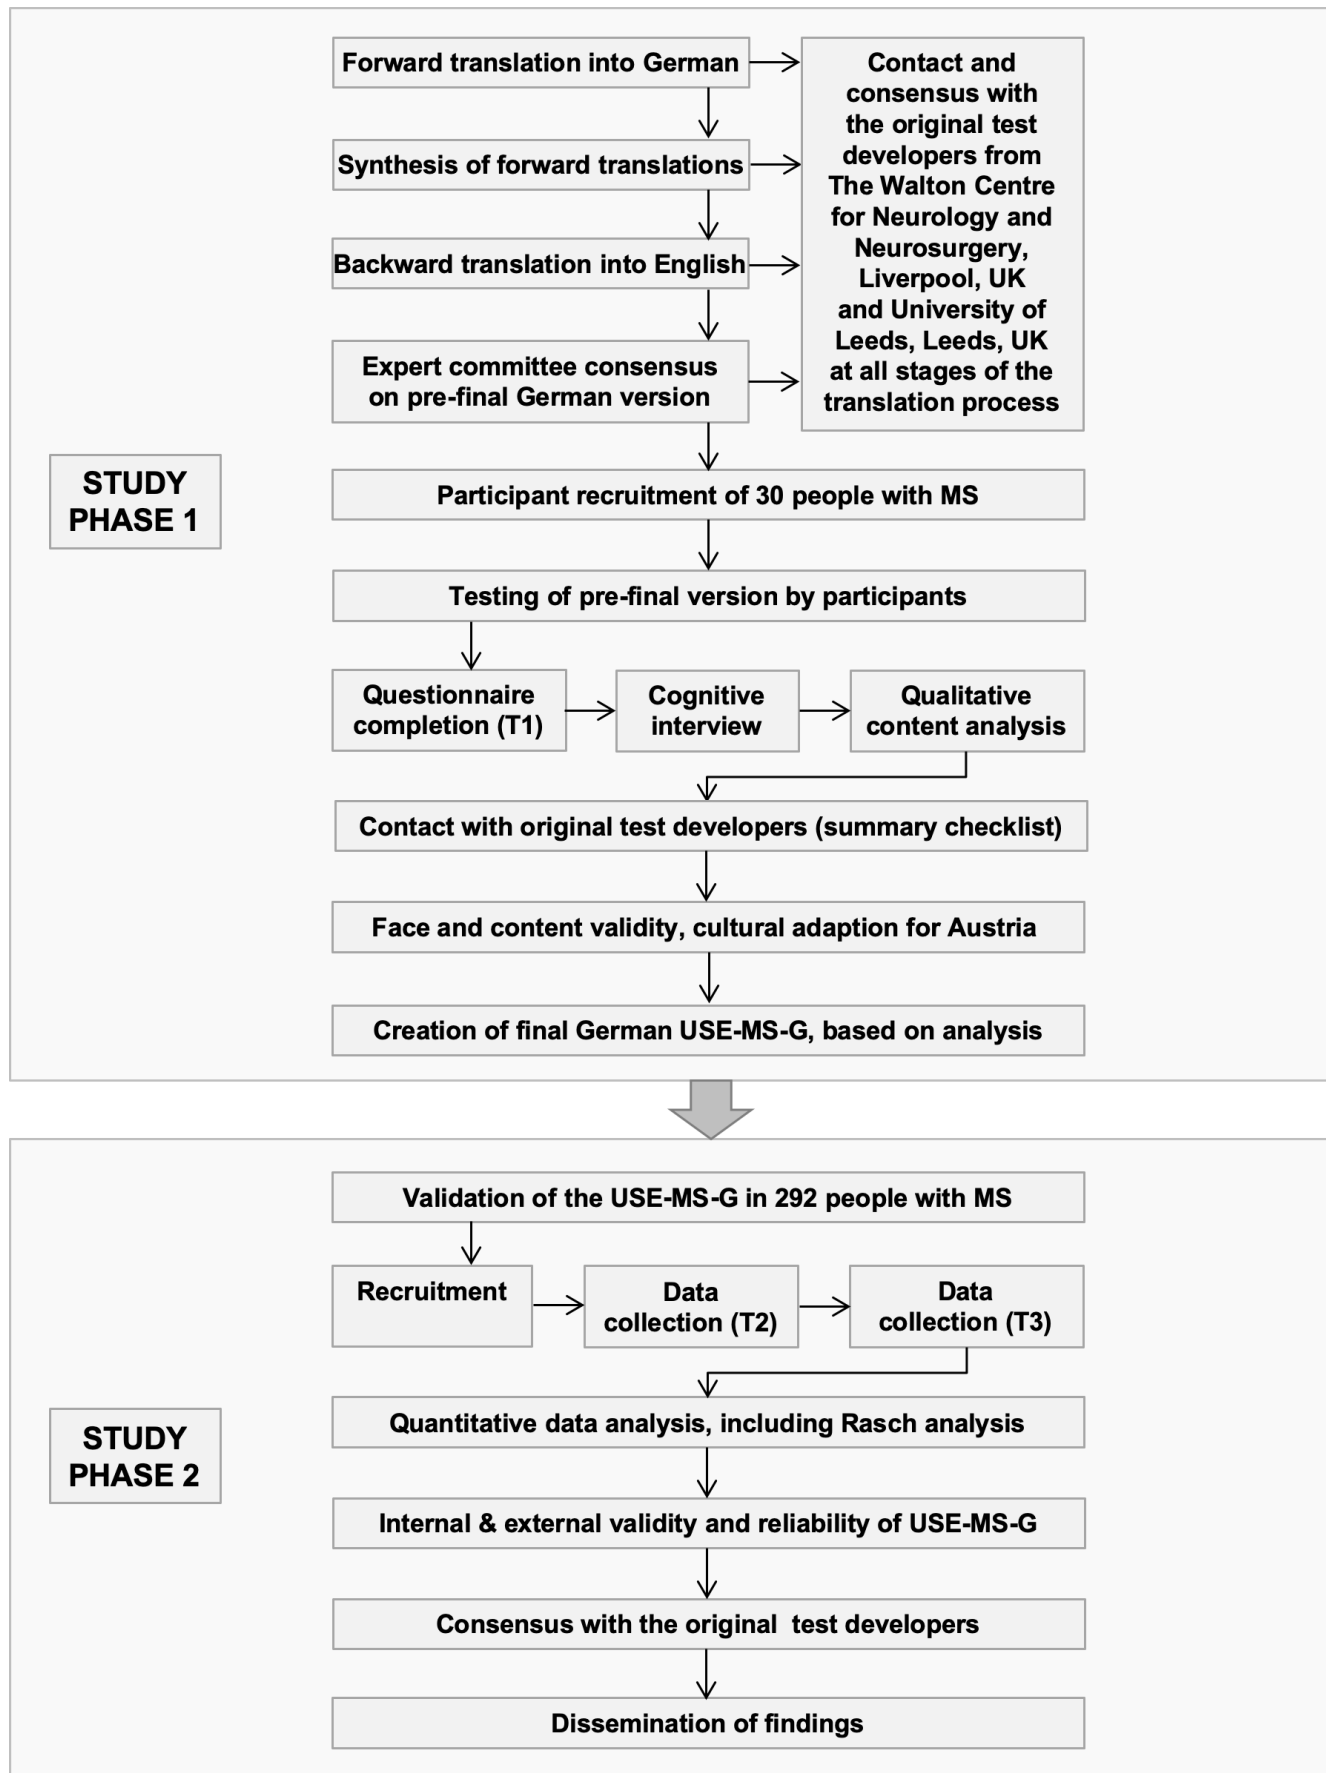 Forward translation into German
Synthesis of forward translations
Backward translation into English
Expert committee consensus
on pre-final German version
Contact and
consensus with
the original test
developers from
The Walton Centre
for Neurology and
Neurosurgery,
Liverpool, UK
and University of
Leeds, Leeds, UK
at all stages of the
translation process
STUDY
PHASE 1
Participant recruitment of 30 people with MS
Testing of pre-final version by participants
Questionnaire
completion (T1)
Cognitive
interview
Qualitative
content analysis
Contact with original test developers (summary checklist)
Face and content validity, cultural adaption for Austria
Creation of final German USE-MS-G, based on analysis
Validation of the USE-MS-G in 292 people with MS
Recruitment
Data
collection (T2)
Data
collection (T3)
STUDY
PHASE 2
Quantitative data analysis, including Rasch analysis
Internal & external validity and reliability of USE-MS-G
Consensus with the original  test developers
Dissemination of findings